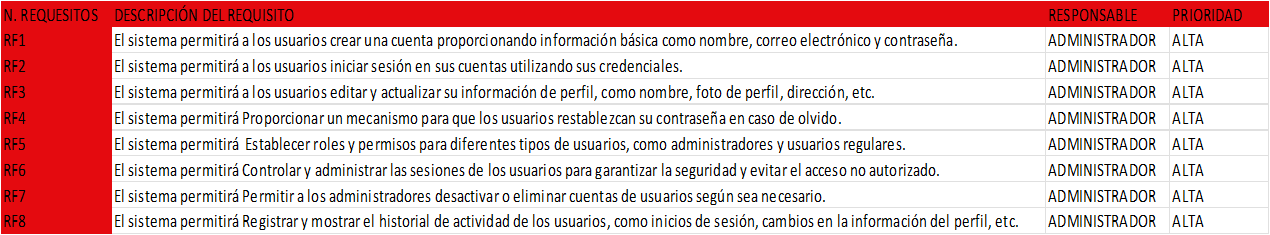 N. REQUESITOS DESCRIPCIÓN DEL REQUISITO RESPONSABLE PRIORIDAD
RF1 El sistema permitirá a los usuarios crear una cuenta proporcionando información básica como nombre, correo electrónico y contraseña. ADMINISTRADOR ALTA
RF2 El sistema permitirá a los usuarios iniciar sesión en sus cuentas utilizando sus credenciales. ADMINISTRADOR ALTA
RF3 El sistema permitirá a los usuarios editar y actualizar su información de perfil, como nombre, foto de perfil, dirección, etc. ADMINISTRADOR ALTA
RF4 El sistema permitirá Proporcionar un mecanismo para que los usuarios restablezcan su contraseña en caso de olvido. ADMINISTRADOR ALTA
RF5 El sistema permitirá Establecer roles y permisos para diferentes tipos de usuarios, como administradores y usuarios regulares. ADMINISTRADOR ALTA
RF6 El sistema permitirá Controlar y administrar las sesiones de los usuarios para garantizar la seguridad y evitar el acceso no autorizado. ADMINISTRADOR ALTA
RF7 El sistema permitirá Permitir a los administradores desactivar o eliminar cuentas de usuarios según sea necesario. ADMINISTRADOR ALTA
RF8 El sistema permitirá Registrar y mostrar el historial de actividad de los usuarios, como inicios de sesión, cambios en la información del perfil, etc. ADMINISTRADOR ALTA